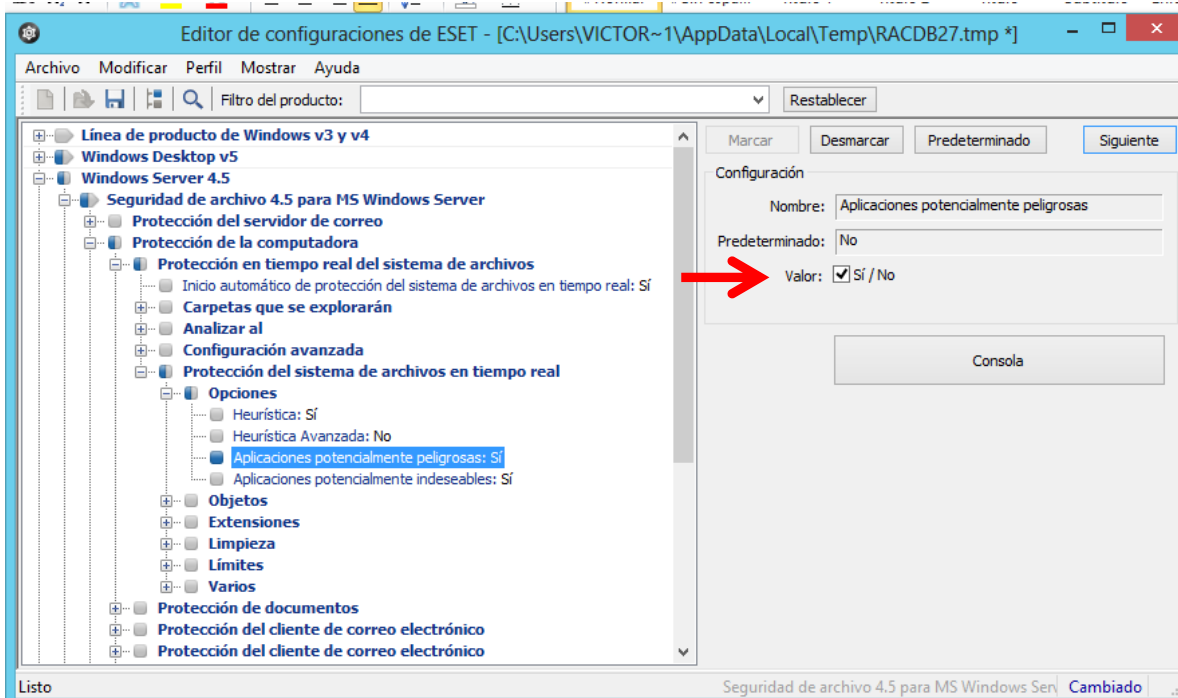 Editor de configuraciones de ESET - [C:\Users\VICTOR~1\AppData\Local\Temp\RACDB27.tmp *]
Archivo Modificar Perfil Mostrar Ayuda
Filtro del producto: Restablecer
Línea de producto de Windows v3 y v4
Windows Desktop v5
Windows Server 4.5
Seguridad de archivo 4.5 para MS Windows Server
Protección del servidor de correo
Protección de la computadora
Protección en tiempo real del sistema de archivos
Inicio automático de protección del sistema de archivos en tiempo real: Sí
Carpetas que se explorarán
Analizar al
Configuración avanzada
Protección del sistema de archivos en tiempo real
Opciones
Heurística: Sí
Heurística Avanzada: No
Aplicaciones potencialmente peligrosas: Sí
Aplicaciones potencialmente indeseables: Sí
Objetos
Extensiones
Limpieza
Límites
Varios
Protección de documentos
Protección del cliente de correo electrónico
Protección del cliente de correo electrónico
Marcar Desmarcar Predeterminado Siguiente
Configuración
Nombre: Aplicaciones potencialmente peligrosas
Predeterminado: No
Valor: Sí / No
Consola
Listo
Seguridad de archivo 4.5 para MS Windows Serv Cambiado